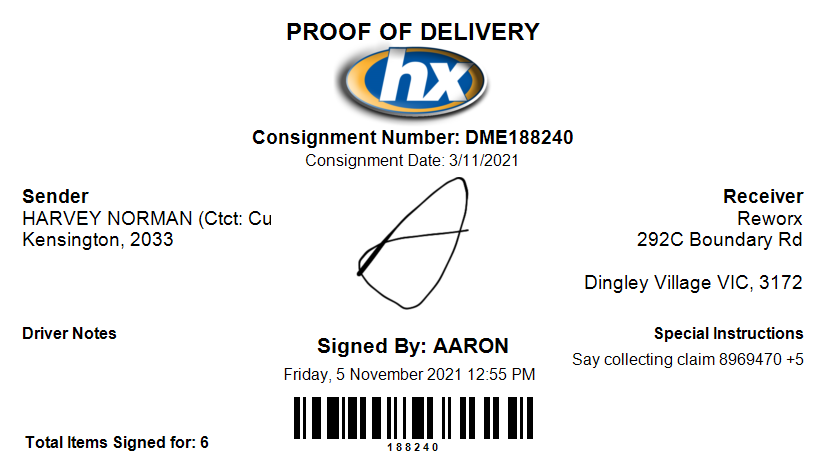 PROOF OF DELIVERY
hx
Consignment Number: DME188240
Consignment Date: 3/11/2021
Sender
HARVEY NORMAN (Ctct: Cu
Kensington, 2033
Receiver
Reworx
292C Boundary Rd
Dingley Village VIC, 3172
Driver Notes
Signed By: AARON
Friday, 5 November 2021 12:55 PM
Special Instructions
Say collecting claim 8969470 +5
188240
Total Items Signed for: 6